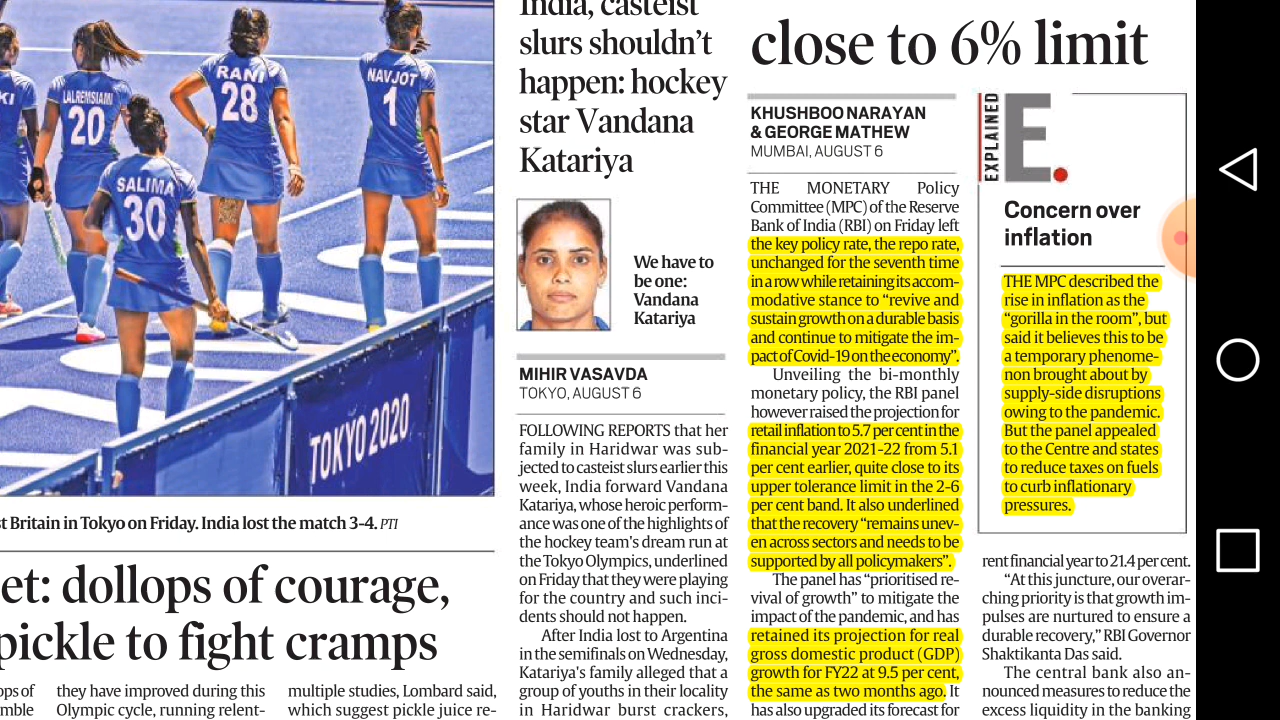 KI
LALREMSIAMI
20
RANI
28
NAVJOT
1
SALIMA
30
TOKYO 2020
t Britain in Tokyo on Friday. India lost the match 3-4. PTI
et: dollops of courage,
pickle to fight cramps
ops of
mble
they have improved during this
Olympic cycle, running relent-
multiple studies, Lombard said,
which suggest pickle juice re-
India, casteist
slurs shouldn't
happen: hockey
star Vandana
Katariya
We have to
be one:
Vandana
Katariya
MIHIR VASAVDA
TOKYO, AUGUST 6
FOLLOWING REPORTS that her
family in Haridwar was sub-
jected to casteist slurs earlier this
week, India forward Vandana
Katariya, whose heroic perform-
ance was one of the highlights of
the hockey team's dream run at
the Tokyo Olympics, underlined
on Friday that they were playing
for the country and such inci-
dents should not happen.
After India lost to Argentina
in the semifinals on Wednesday,
Katariya's family alleged that a
group of youths in their locality
in Haridwar burst crackers,
close to 6% limit
KHUSHBOO NARAYAN
& GEORGE MATHEW
MUMBAI, AUGUST 6
THE MONETARY Policy
Committee (MPC) of the Reserve
Bank of India (RBI) on Friday left
the key policy rate, the repo rate,
unchanged for the seventh time
in a row while retaining its accom-
modative stance to “revive and
sustain growth on a durable basis
and continue to mitigate the im-
pact of Covid-19 on the economy”.
Unveiling the bi-monthly
monetary policy, the RBI panel
however raised the projection for
retail inflation to 5.7 per cent in the
financial year 2021-22 from 5.1
per cent earlier, quite close to its
upper tolerance limit in the 2-6
per cent band. It also underlined
that the recovery “remains unev-
en across sectors and needs to be
supported by all policymakers”.
The panel has “prioritised re-
vival of growth” to mitigate the
impact of the pandemic, and has
retained its projection for real
gross domestic product (GDP)
growth for FY22 at 9.5 per cent,
the same as two months ago. It
has also upgraded its forecast for
EXPLAINED
E.
Concern over
inflation
THE MPC described the
rise in inflation as the
“gorilla in the room”, but
said it believes this to be
a temporary phenome-
non brought about by
supply-side disruptions
owing to the pandemic.
But the panel appealed
to the Centre and states
to reduce taxes on fuels
to curb inflationary
pressures.
rent financial year to 21.4 per cent.
“At this juncture, our overar-
ching priority is that growth im-
pulses are nurtured to ensure a
durable recovery,” RBI Governor
Shaktikanta Das said.
The central bank also an-
nounced measures to reduce the
excess liquidity in the banking